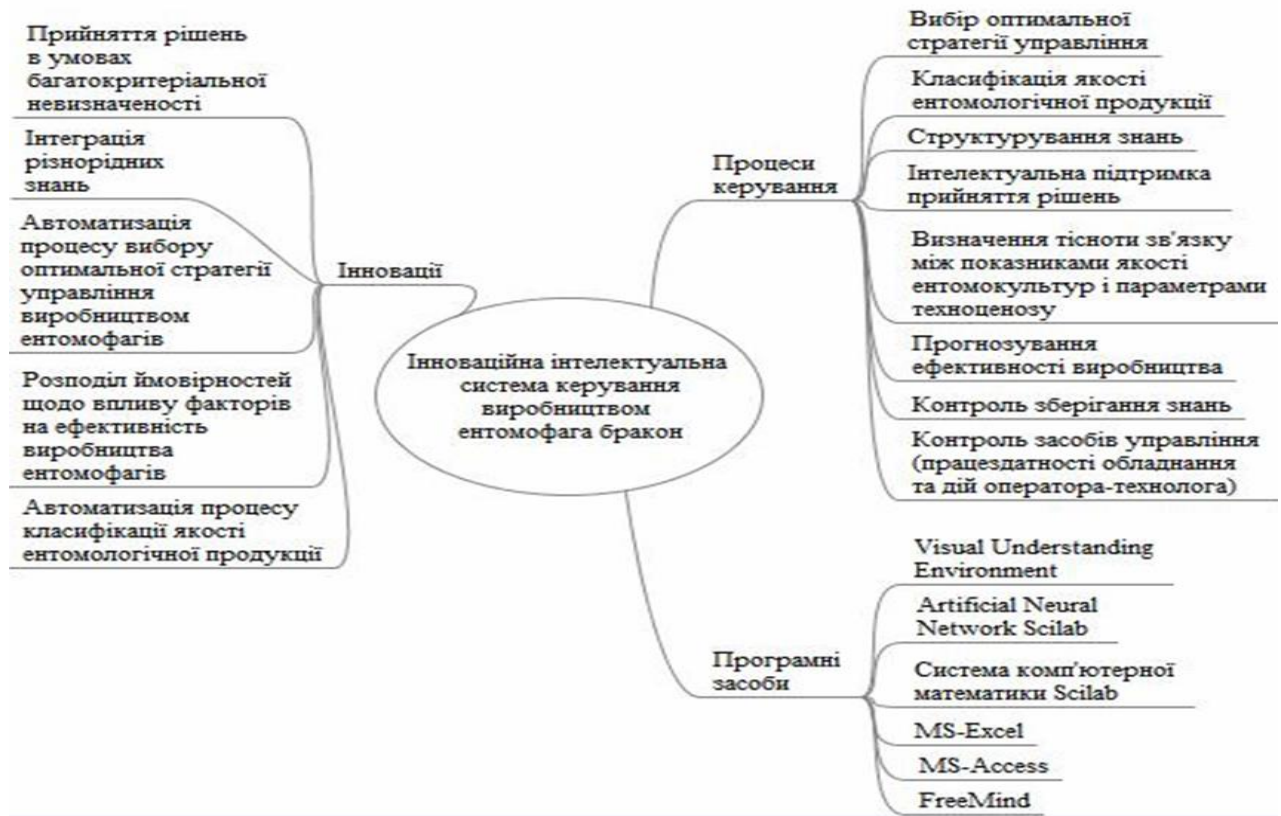 Прийняття рішень
в умовах
багатокритеріальної
невизначеності
Інтеграція
різнорідних
знань
Автоматизація
процесу вибору
оптимальної стратегії
управління
виробництвом
ентомофагів
Розподіл ймовірностей
щодо впливу факторів
на ефективність
виробництва
ентомофагів
Автоматизація процесу
класифікації якості
ентомологічної продукції
Інновації
Інноваційна інтелектуальна
система керування
виробництвом
ентомофага бракон
Процеси
керування
Вибір оптимальної
стратегії управління
Класифікація якості
ентомологічної продукції
Структурування знань
Інтелектуальна підтримка
прийняття рішень
Визначення тісноти зв'язку
між показниками якості
ентомокультур і параметрами
техноценозу
Прогнозування
ефективності виробництва
Контроль зберігання знань
Контроль засобів управління
(працездатності обладнання
та дій оператора-технолога)
Програмні
засоби
Visual Understanding
Environment
Artificial Neural
Network Scilab
Система комп'ютерної
математики Scilab
MS-Excel
MS-Access
FreeMind